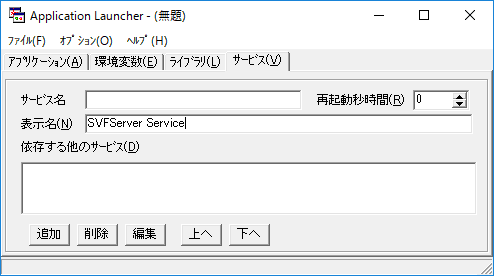 Application Launcher - (無題)
ﾌｧｲﾙ(F) ｵﾌﾟｼｮﾝ(O) ﾍﾙﾌﾟ(H)
ｱﾌﾟﾘｹｰｼｮﾝ(A) 環境変数(E) ﾗｲﾌﾞﾗﾘ(L) ｻｰﾋﾞｽ(V)
サービス名 再起動秒時間(R) 0
表示名(N) SVFServer Service
依存する他のサービス(D)
追加 削除 編集 上へ 下へ